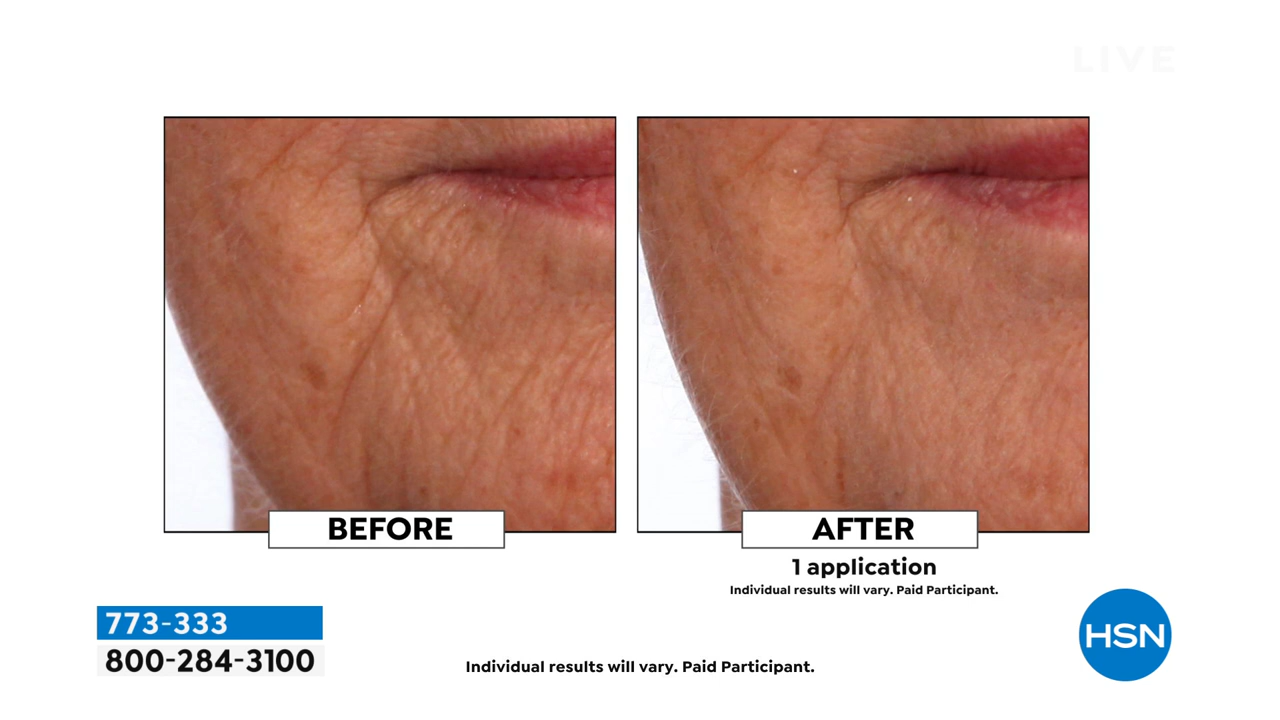 LIVE
BEFORE
AFTER
1 application
Individual results will vary. Paid Participant.
773-333
800-284-3100
Individual results will vary. Paid Participant.
HSN